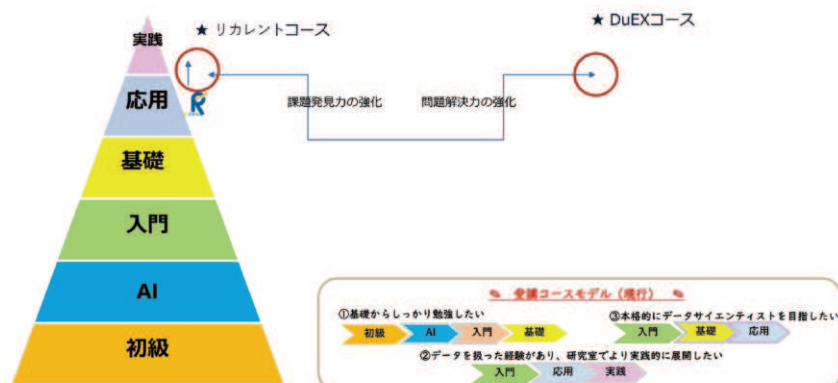 ★ リカレントコース
★ DuEXコース
実践
応用
課題発見力の強化
問題解決力の強化
基礎
入門
AI
初級
受講コースモデル（現行）
①基礎からしっかり勉強したい
初級 AI 入門 基礎
③本格的にデータサイエンティストを目指したい
入門 基礎 応用
②データを扱った経験があり、研究室でより実践的に展開したい
入門 応用 実践